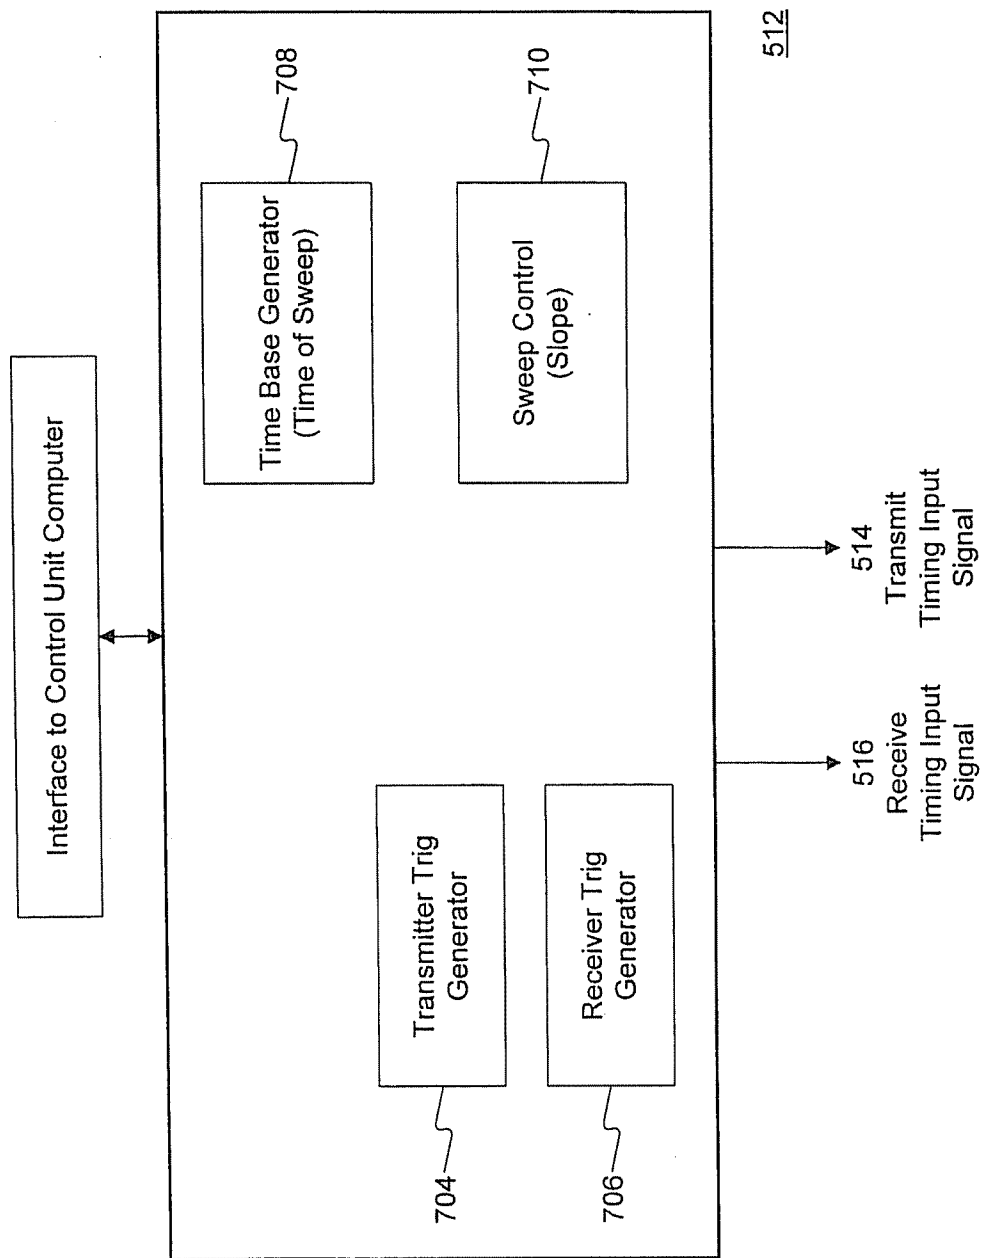 Interface to Control Unit Computer
704
Transmitter Trig
Generator
706
Receiver Trig
Generator
Time Base Generator
(Time of Sweep)
708
Sweep Control
(Slope)
710
516
Receive
Timing Input
Signal
514
Transmit
Timing Input
Signal
512